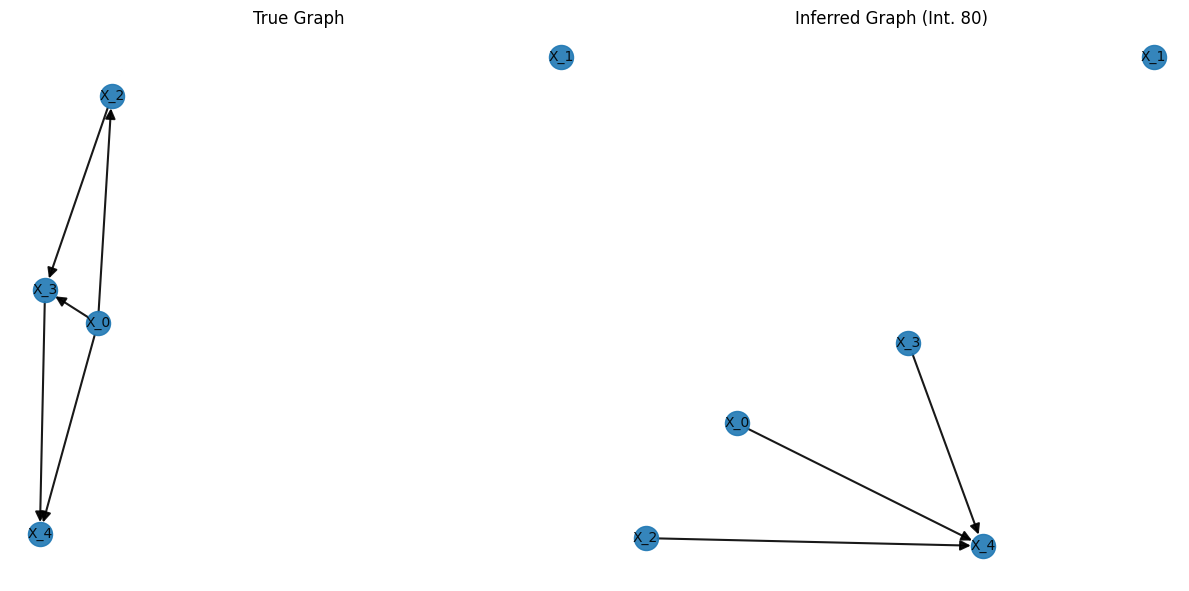 True Graph
X_1
X_2
X_3
X_0
X_4
Inferred Graph (Int. 80)
X_1
X_3
X_0
X_2
X_4